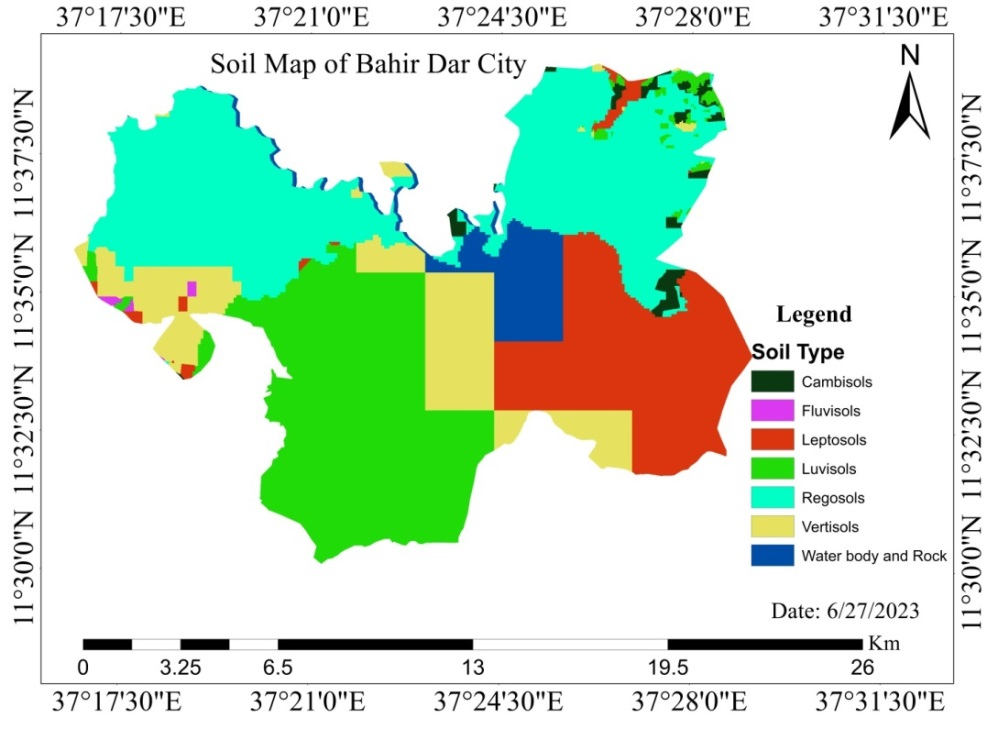 37°17'30"E 37°21'0"E 37°24'30"E 37°28'0"E 37°31'30"E
Soil Map of Bahir Dar City
N
11°37'30"N 11°35'0"N 11°32'30"N 11°30'0"N
11°37'30"N 11°35'0"N 11°32'30"N 11°30'0"N
Legend
Soil Type
Cambisols
Fluvisols
Leptosols
Luvisols
Regosols
Vertisols
Water body and Rock
Date: 6/27/2023
Km
0 3.25 6.5 13 19.5 26
37°17'30"E 37°21'0"E 37°24'30"E 37°28'0"E 37°31'30"E